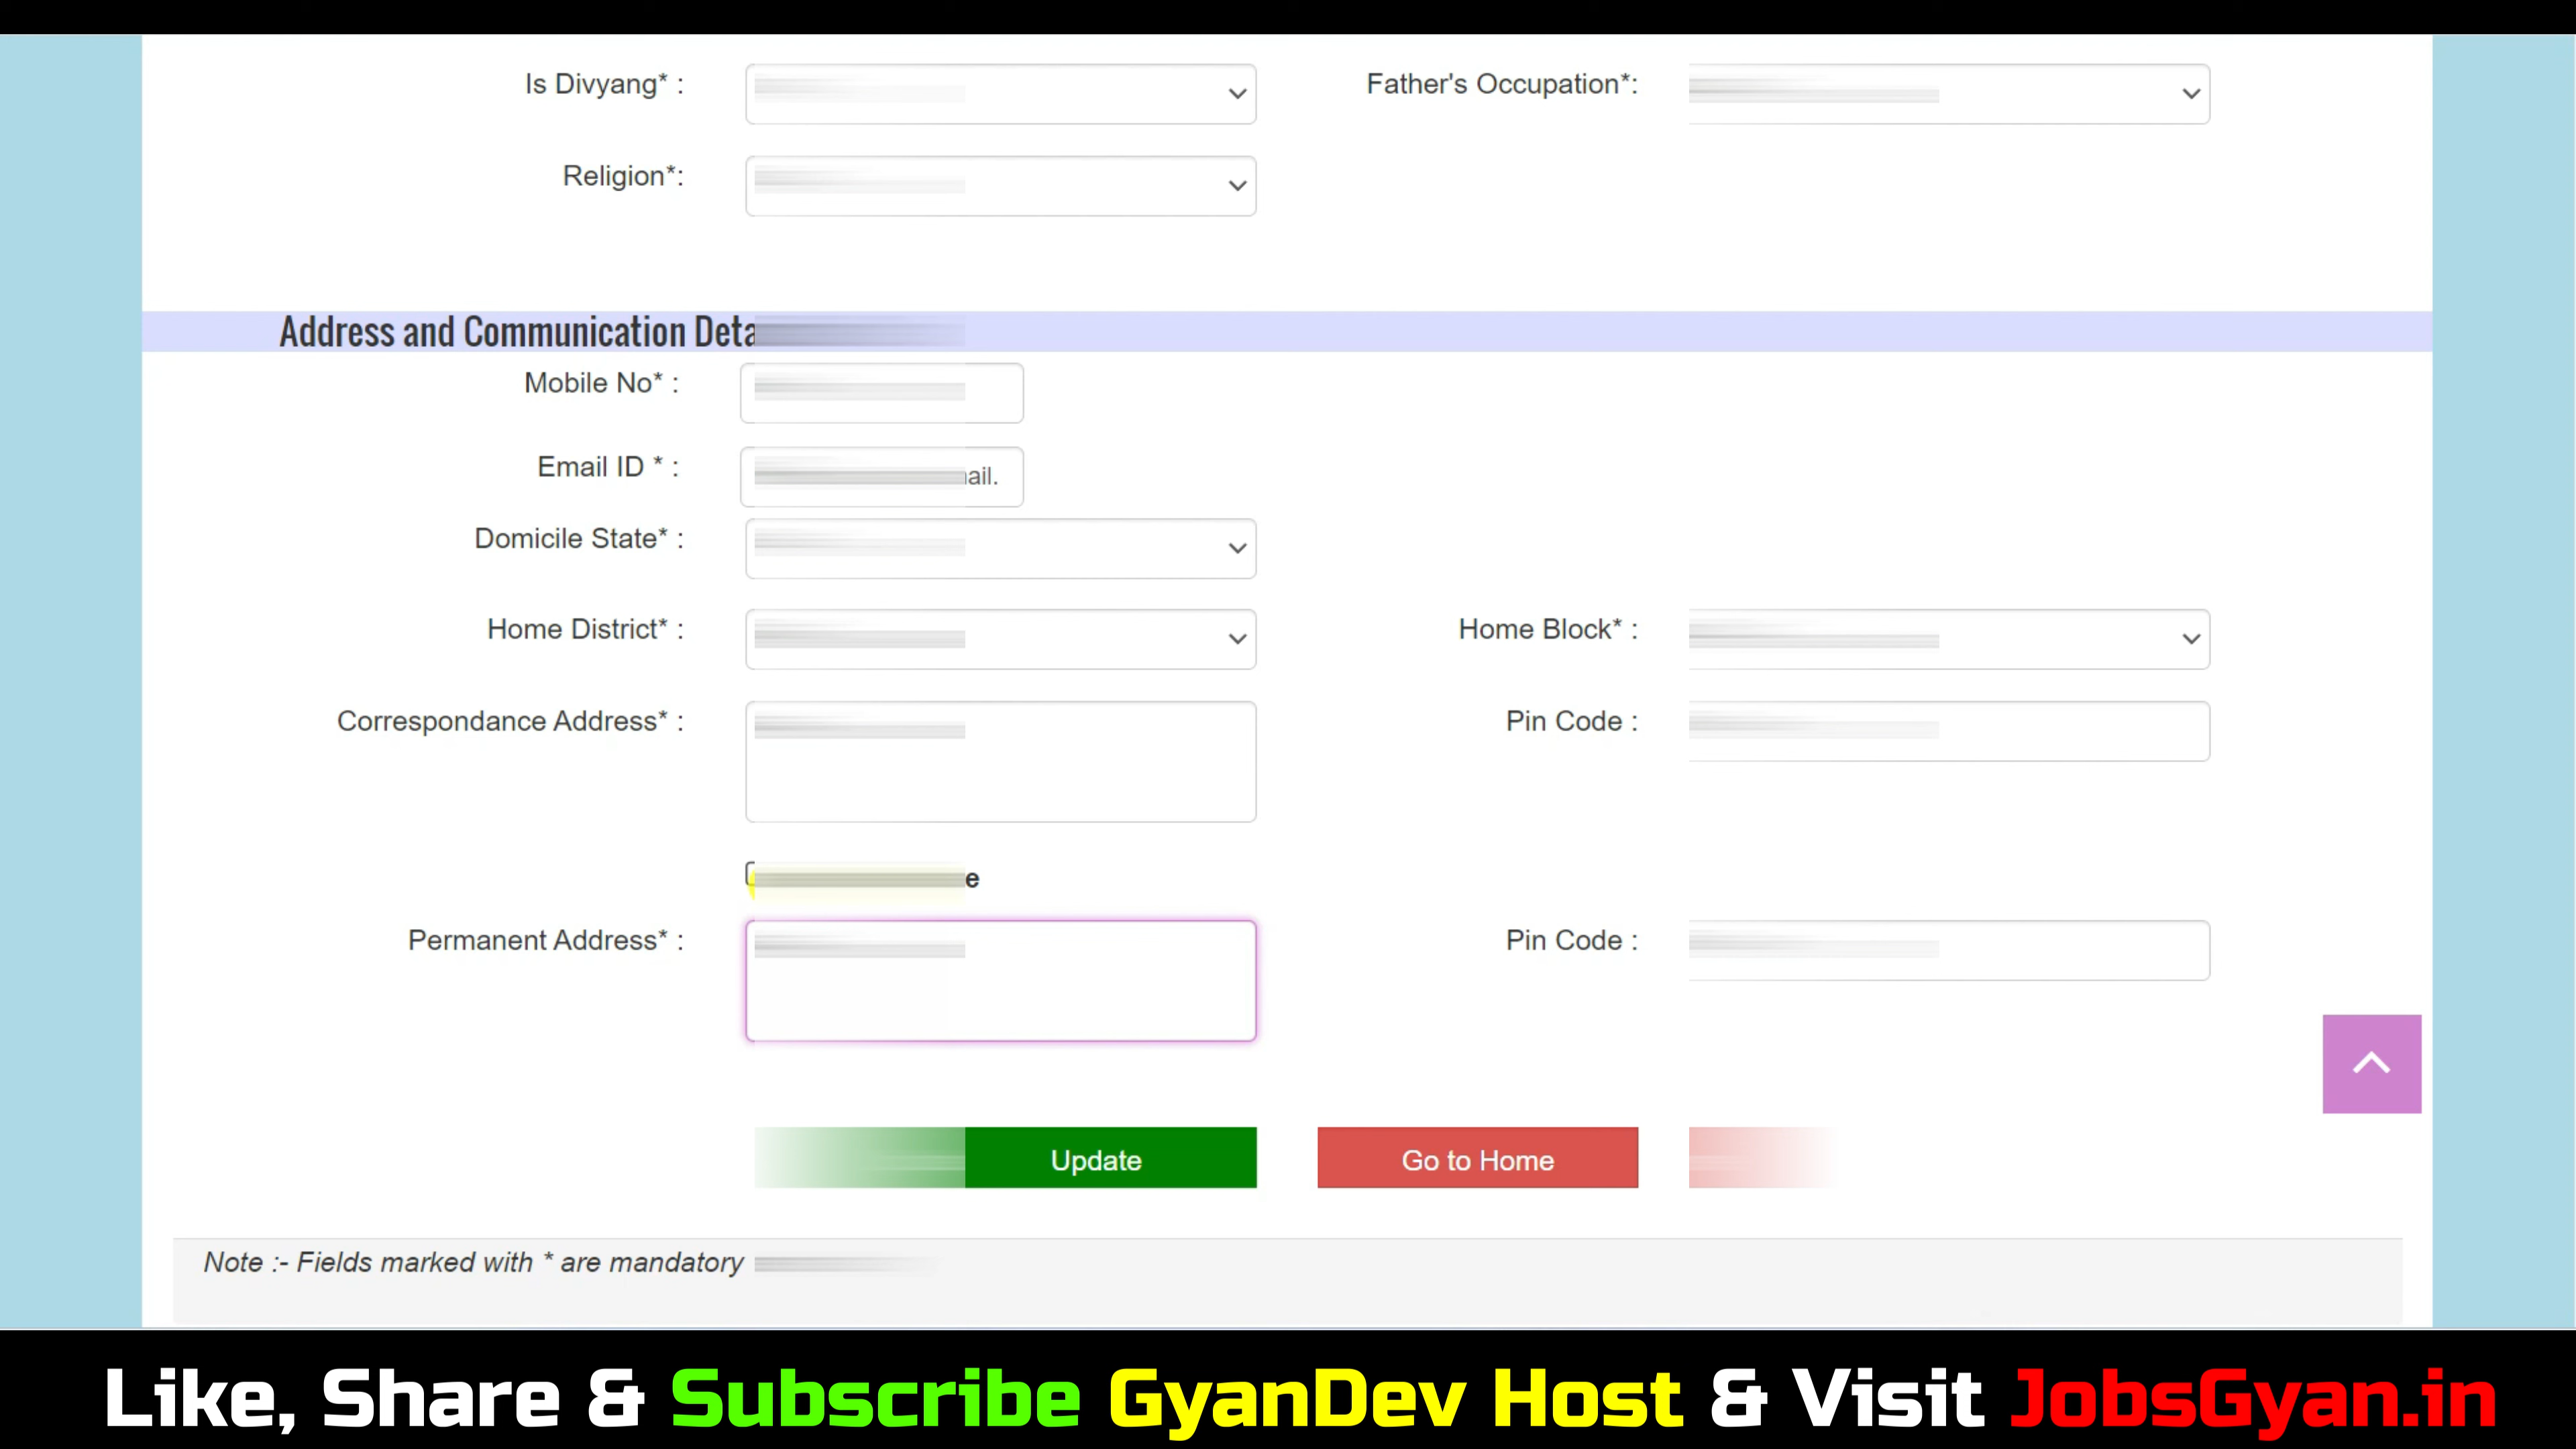 Is Divyang* :
Father's Occupation*:
Religion*:
Address and Communication Deta
Mobile No* :
Email ID * :
ail.
Domicile State* :
Home District* :
Home Block* :
Correspondance Address* :
Pin Code :
e
Permanent Address* :
Pin Code :
Update
Go to Home
Note :- Fields marked with * are mandatory
Like, Share & Subscribe GyanDev Host & Visit JobsGyan.in